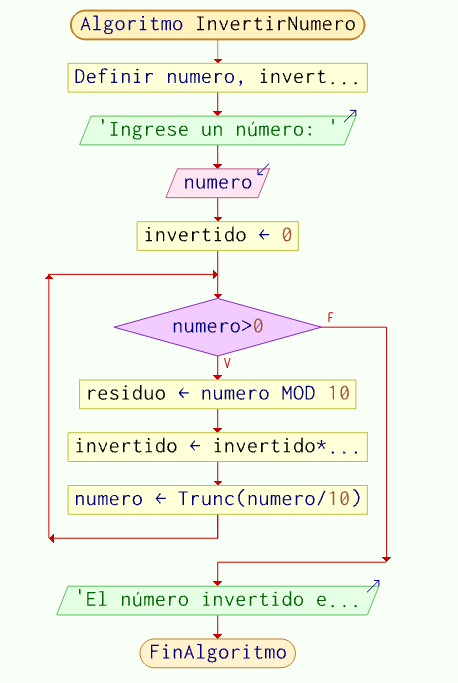 Algoritmo InvertirNumero
Definir numero, invert...
'Ingrese un número: '
numero
invertido ← 0
numero>0
F
V
residuo ← numero MOD 10
invertido ← invertido*...
numero ← Trunc(numero/10)
'El número invertido e...
FinAlgoritmo